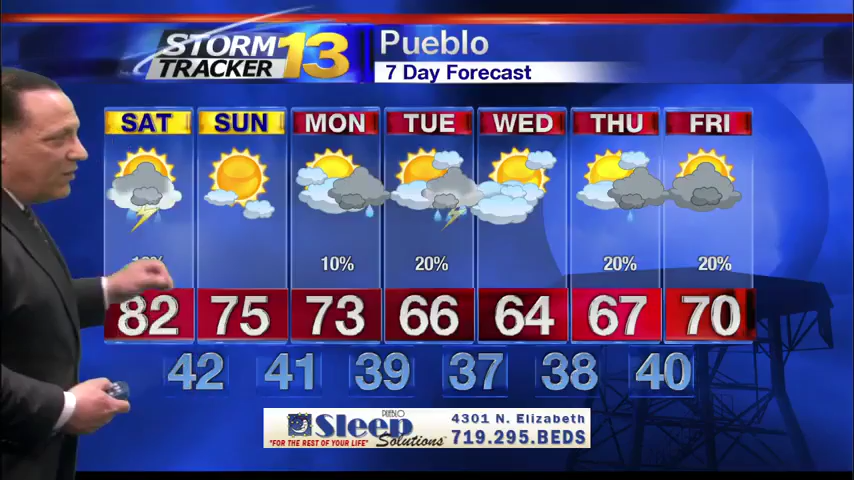 STORM
TRACKER
13
Pueblo
7 Day Forecast
SAT SUN MON TUE WED THU FRI
10% 20% 20% 20%
82 75 73 66 64 67 70
42 41 39 37 38 40
PUEBLO
Sleep
Solutions
"FOR THE REST OF YOUR LIFE"
4301 N. Elizabeth
719.295.BEDS